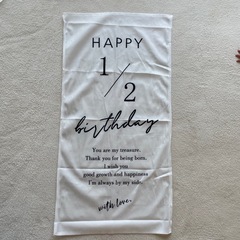 HAPPY
1/2
birthday
You are my treasure.
Thank you for being born.
I wish you
good growth and happiness
I'm always by my side.
with love.